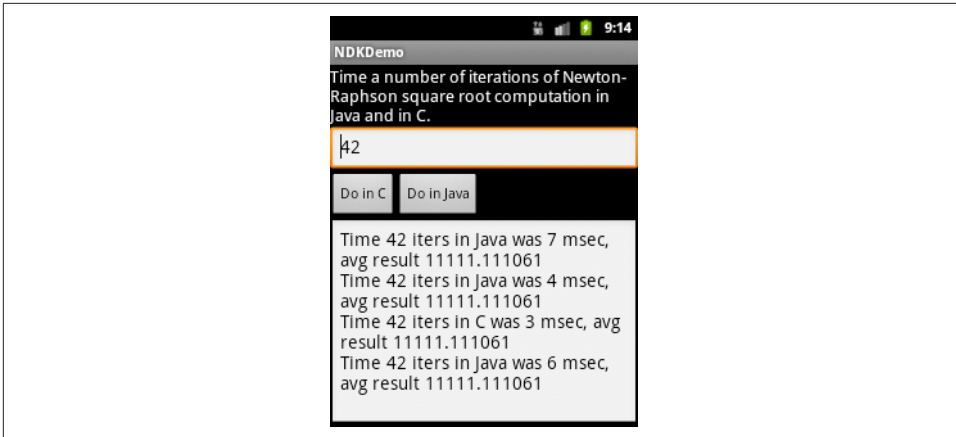 9:14
NDKDemo
Time a number of iterations of Newton-
Raphson square root computation in
Java and in C.
42
Do in C Do in Java
Time 42 iters in Java was 7 msec,
avg result 11111.111061
Time 42 iters in Java was 4 msec,
avg result 11111.111061
Time 42 iters in C was 3 msec, avg
result 11111.111061
Time 42 iters in Java was 6 msec,
avg result 11111.111061